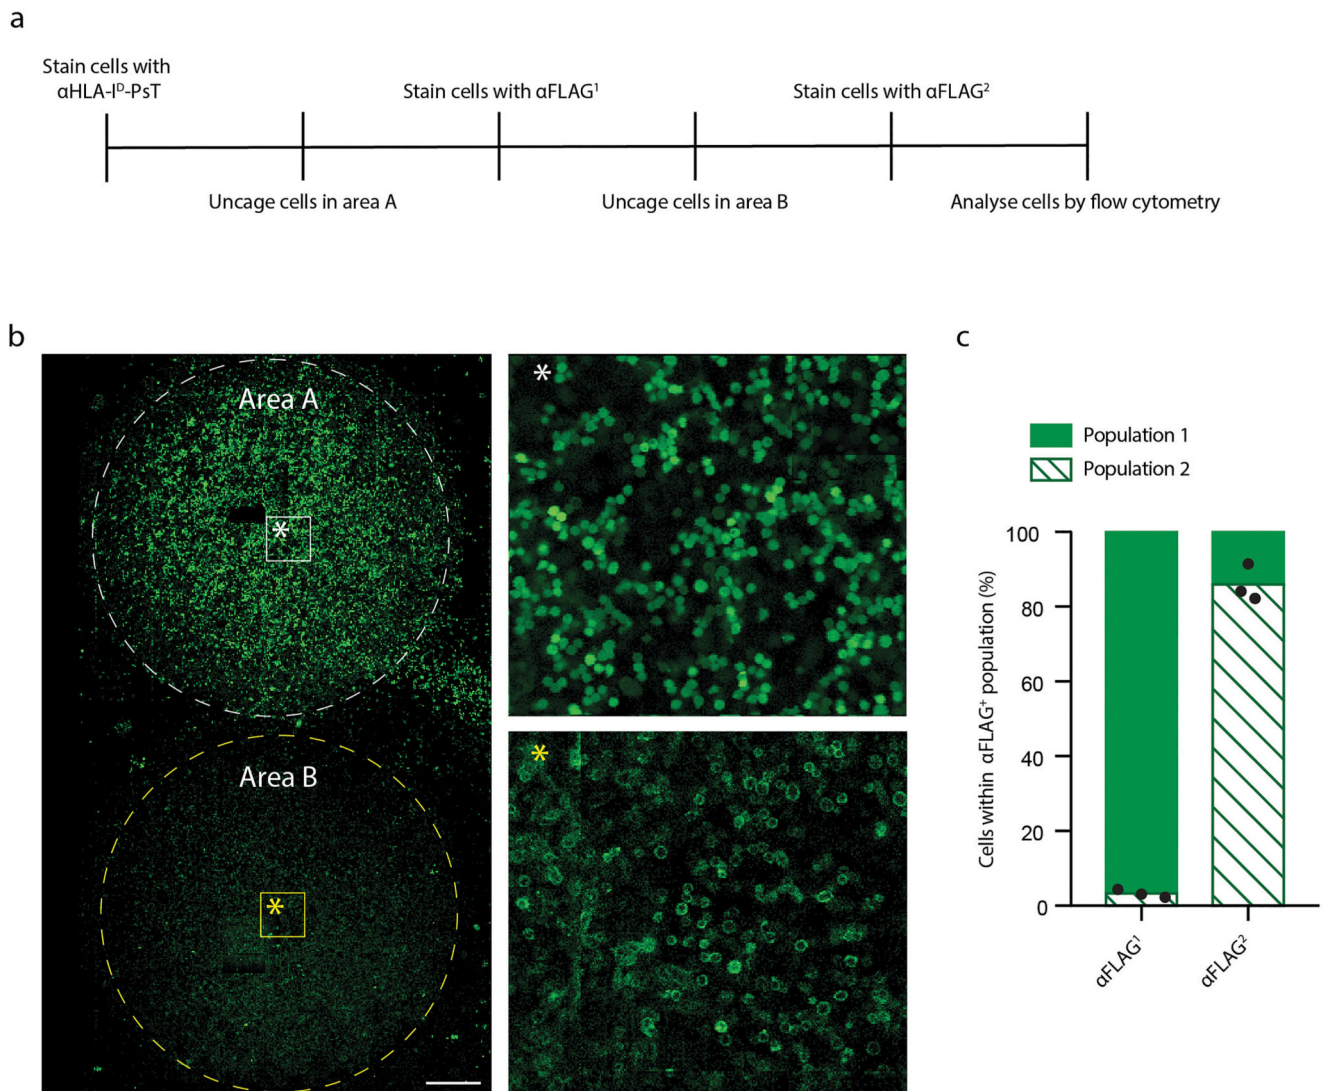 a
Stain cells with
αHLA-Iᴰ-PsT
Stain cells with αFLAG¹
Stain cells with αFLAG²
Uncage cells in area A
Uncage cells in area B
Analyse cells by flow cytometry
b
Area A
*
Area B
*
*
*
c
Population 1
Population 2
Cells within αFLAG⁺ population (%)
100
80
60
40
20
0
αFLAG¹
αFLAG²